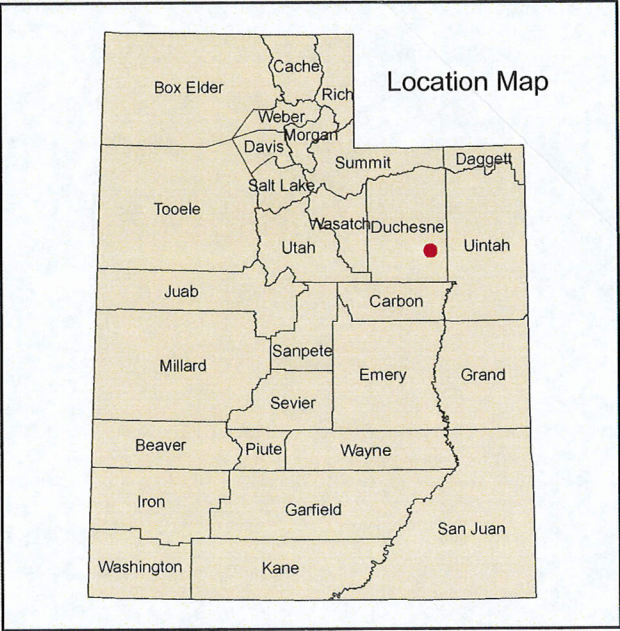 Location Map
Cache
Box Elder
Rich
Weber
Morgan
Davis
Summit
Daggett
Salt Lake
Tooele
Wasatch
Duchesne
Utah
Uintah
Juab
Carbon
Sanpete
Millard
Emery
Grand
Sevier
Beaver
Piute
Wayne
Iron
Garfield
San Juan
Washington
Kane